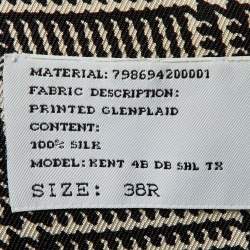 MATERIAL: 798694200001
FABRIC DESCRIPTION:
PRINTED GLENPLAID
CONTENT:
100% SILK
MODEL: KENT 4B DB SHL TX
SIZE: 38R